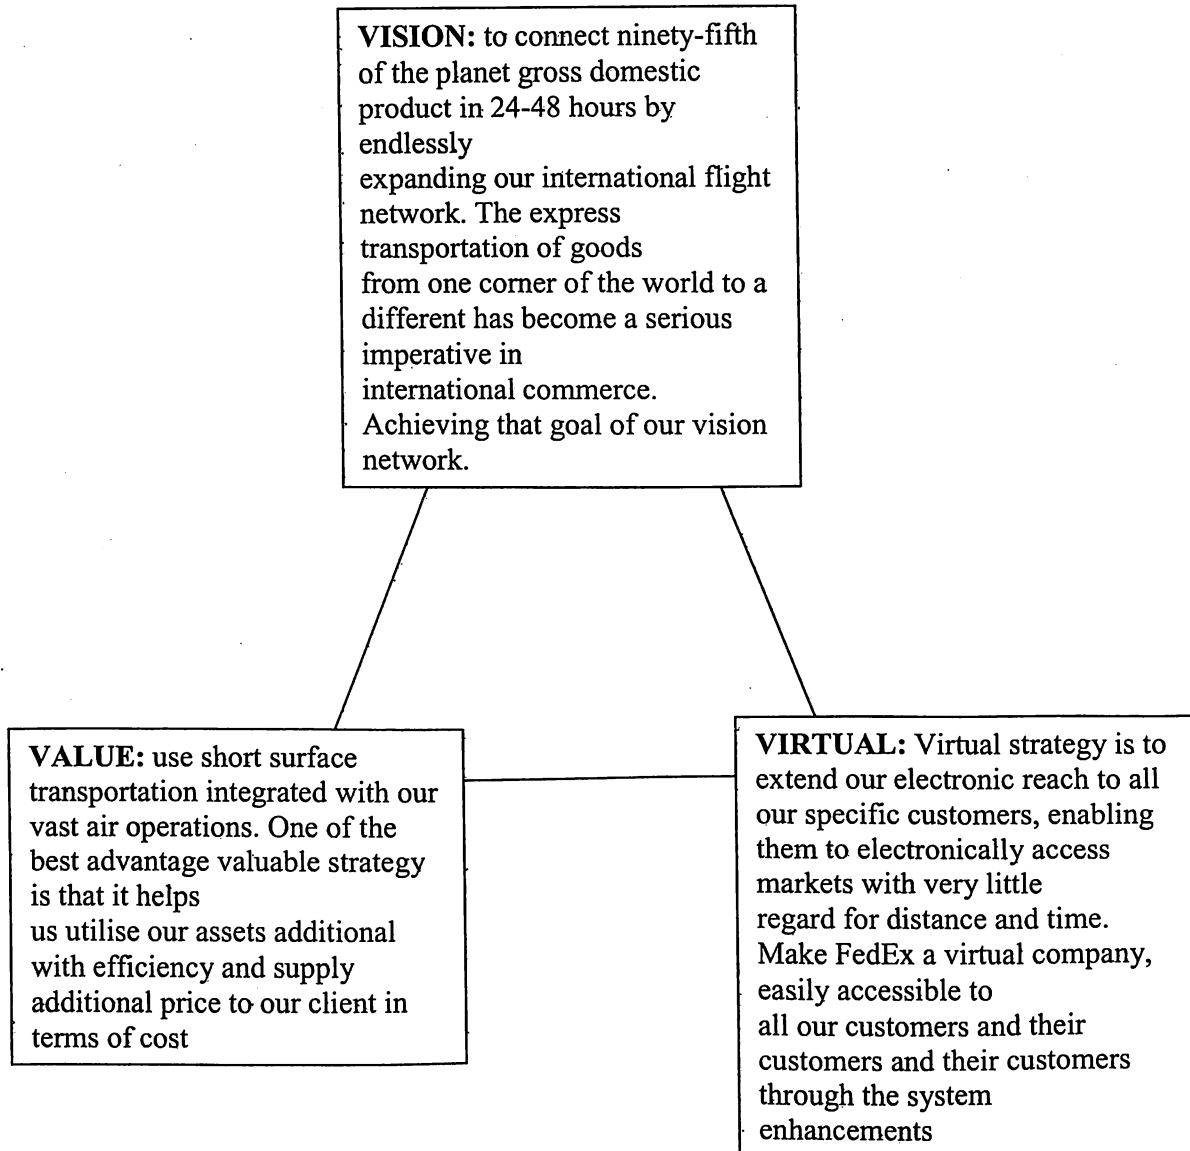 VISION: to connect ninety-fifth
of the planet gross domestic
product in 24-48 hours by
endlessly
expanding our international flight
network. The express
transportation of goods
from one corner of the world to a
different has become a serious
imperative in
international commerce.
Achieving that goal of our vision
network.
VALUE: use short surface
transportation integrated with our
vast air operations. One of the
best advantage valuable strategy
is that it helps
us utilise our assets additional
with efficiency and supply
additional price to our client in
terms of cost
VIRTUAL: Virtual strategy is to
extend our electronic reach to all
our specific customers, enabling
them to electronically access
markets with very little
regard for distance and time.
Make FedEx a virtual company,
easily accessible to
all our customers and their
customers and their customers
through the system
enhancements